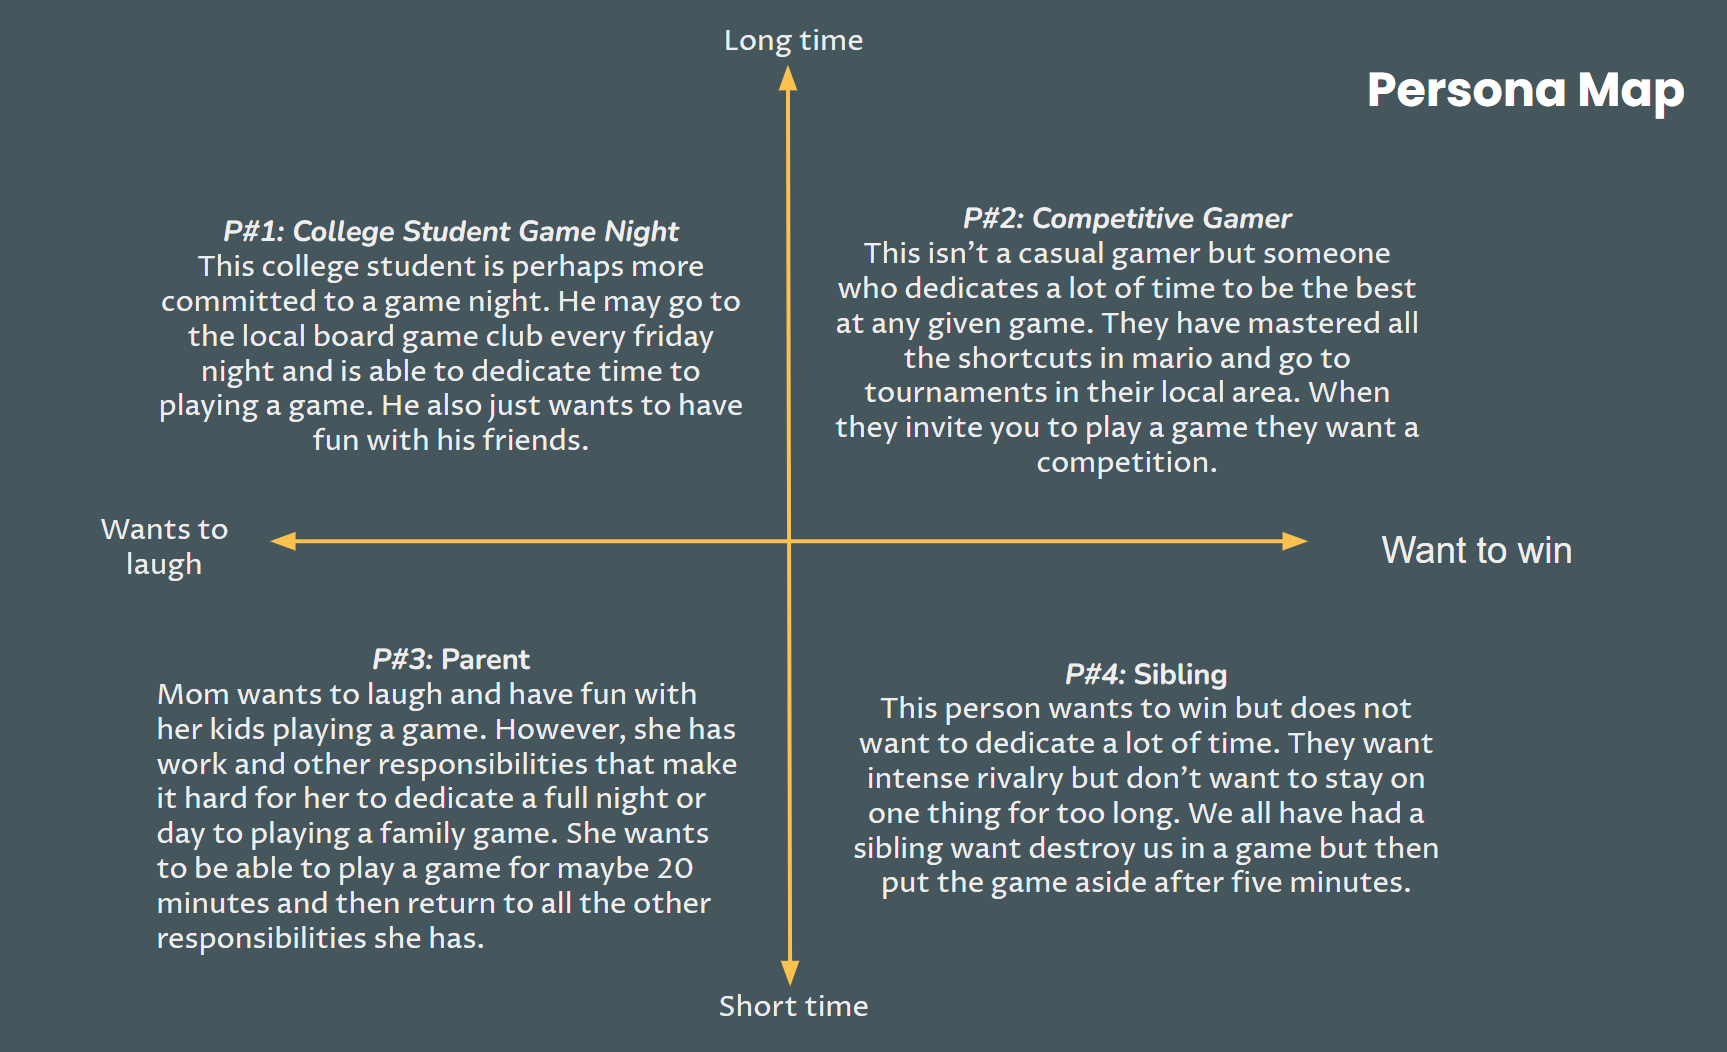 Long time
Persona Map
P#1: College Student Game Night
This college student is perhaps more
committed to a game night. He may go to
the local board game club every friday
night and is able to dedicate time to
playing a game. He also just wants to have
fun with his friends.
P#2: Competitive Gamer
This isn’t a casual gamer but someone
who dedicates a lot of time to be the best
at any given game. They have mastered all
the shortcuts in mario and go to
tournaments in their local area. When
they invite you to play a game they want a
competition.
Wants to
laugh
Want to win
P#3: Parent
Mom wants to laugh and have fun with
her kids playing a game. However, she has
work and other responsibilities that make
it hard for her to dedicate a full night or
day to playing a family game. She wants
to be able to play a game for maybe 20
minutes and then return to all the other
responsibilities she has.
P#4: Sibling
This person wants to win but does not
want to dedicate a lot of time. They want
intense rivalry but don’t want to stay on
one thing for too long. We all have had a
sibling want destroy us in a game but then
put the game aside after five minutes.
Short time